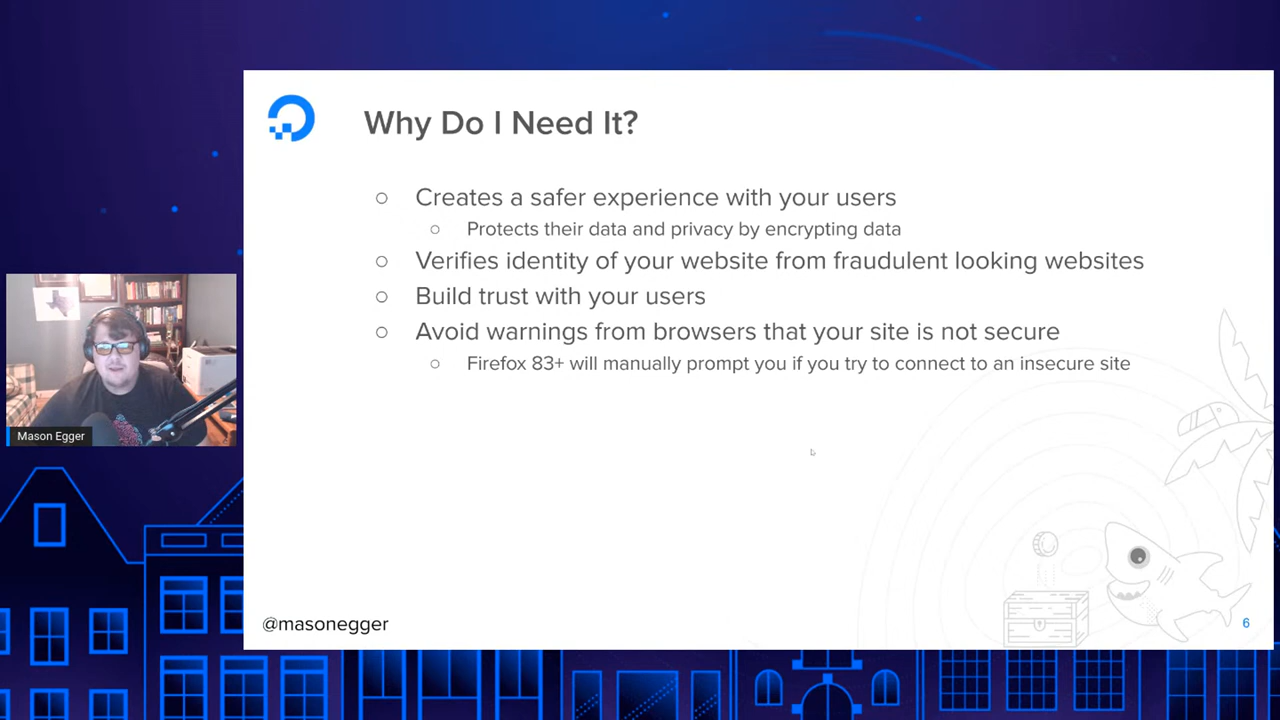 Why Do I Need It?
Creates a safer experience with your users
Protects their data and privacy by encrypting data
Verifies identity of your website from fraudulent looking websites
Build trust with your users
Avoid warnings from browsers that your site is not secure
Firefox 83+ will manually prompt you if you try to connect to an insecure site
Mason Egger
@masonegger
6